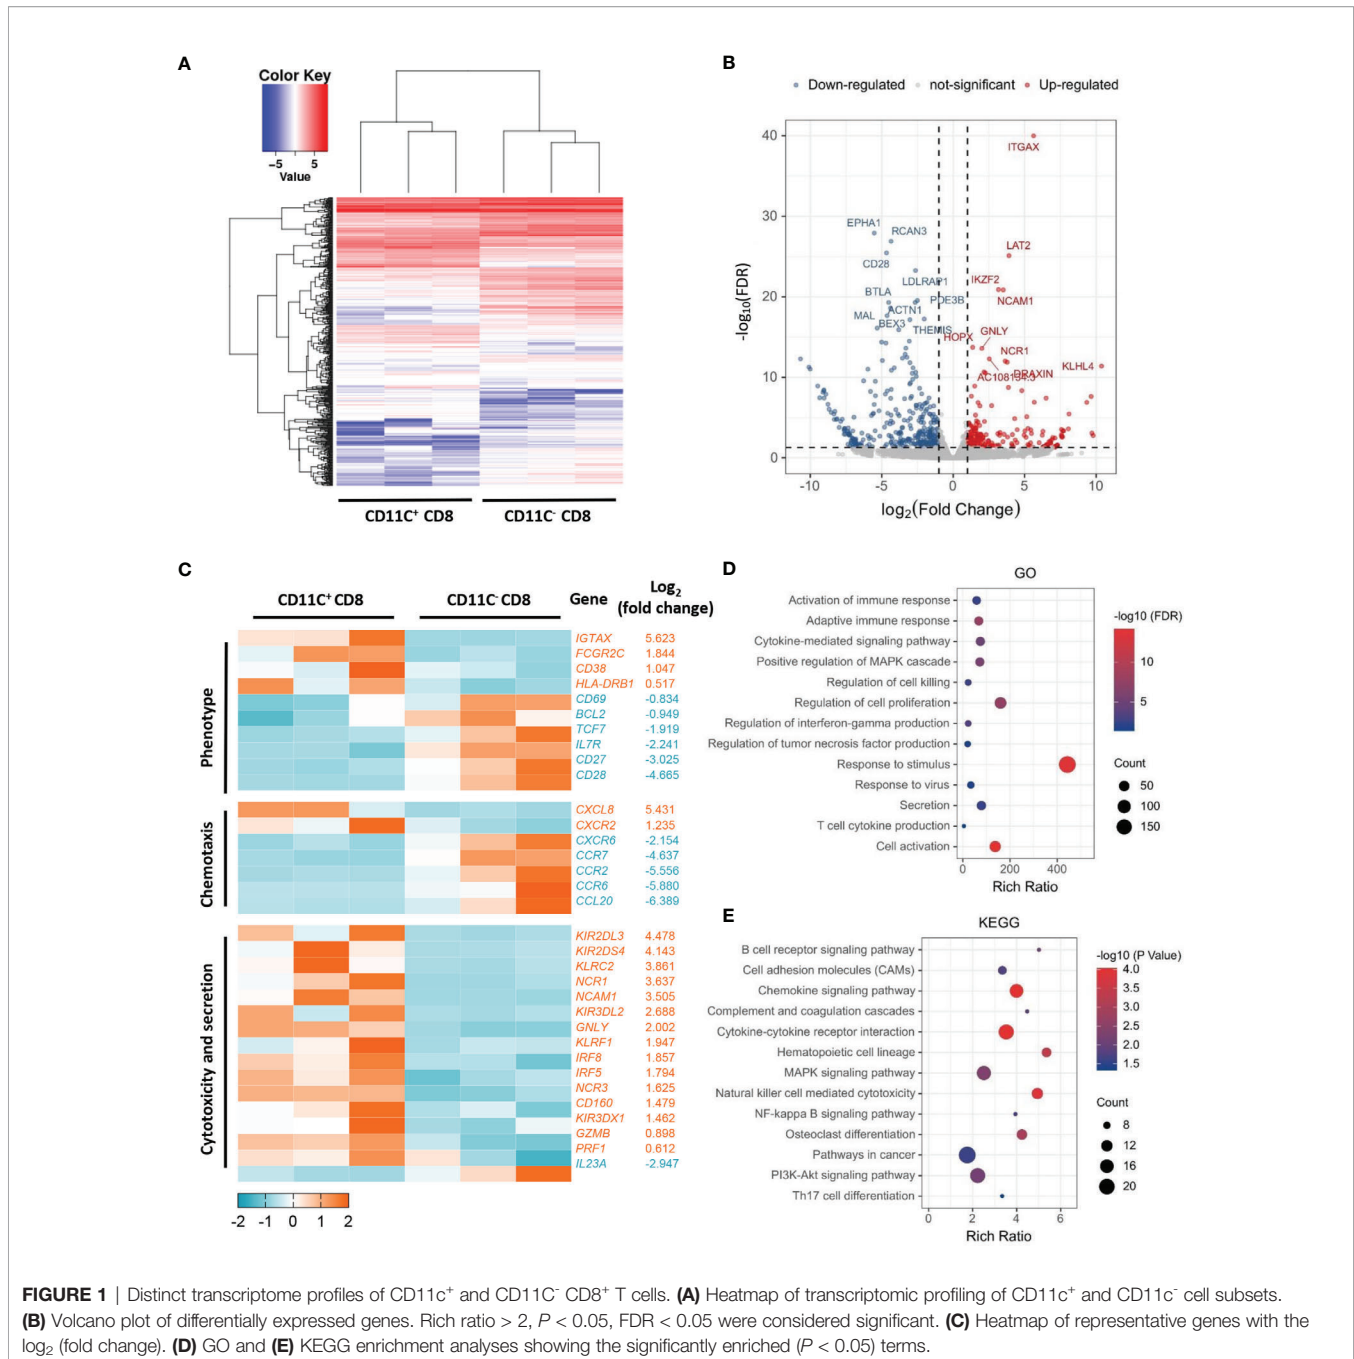 A
Color Key
-5 5
Value
CD11C⁺ CD8
CD11C⁻ CD8
B
Down-regulated not-significant Up-regulated
40
30
20
10
0
-log₁₀(FDR)
-10 -5 0 5 10
log₂(Fold Change)
ITGAX
EPHA1
RCAN3
LAT2
CD28
LDLRAP1
IKZF2
BTLA
PDE3B
NCAM1
ACTN1
MAL
BEX3
THEMIS
HOPX
GNLY
NCR1
KLHL4
AC108134.3
DRAXIN
C
CD11C⁺ CD8
CD11C⁻ CD8
Gene
Log₂
(fold change)
Phenotype
IGTAX 5.623
FCGR2C 1.844
CD38 1.047
HLA-DRB1 0.517
CD69 -0.834
BCL2 -0.949
TCF7 -1.919
IL7R -2.241
CD27 -3.025
CD28 -4.665
Chemotaxis
CXCL8 5.431
CXCR2 1.235
CXCR6 -2.154
CCR7 -4.637
CCR2 -5.556
CCR6 -5.880
CCL20 -6.389
Cytotoxicity and secretion
KIR2DL3 4.478
KIR2DS4 4.143
KLRC2 3.861
NCR1 3.637
NCAM1 3.505
KIR3DL2 2.688
GNLY 2.002
KLRF1 1.947
IRF8 1.857
IRF5 1.794
NCR3 1.625
CD160 1.479
KIR3DX1 1.462
GZMB 0.898
PRF1 0.612
IL23A -2.947
-2 -1 0 1 2
D
GO
Activation of immune response
Adaptive immune response
Cytokine-mediated signaling pathway
Positive regulation of MAPK cascade
Regulation of cell killing
Regulation of cell proliferation
Regulation of interferon-gamma production
Regulation of tumor necrosis factor production
Response to stimulus
Response to virus
Secretion
T cell cytokine production
Cell activation
0 200 400
Rich Ratio
-log10 (FDR)
10
5
Count
50
100
150
E
KEGG
B cell receptor signaling pathway
Cell adhesion molecules (CAMs)
Chemokine signaling pathway
Complement and coagulation cascades
Cytokine-cytokine receptor interaction
Hematopoietic cell lineage
MAPK signaling pathway
Natural killer cell mediated cytotoxicity
NF-kappa B signaling pathway
Osteoclast differentiation
Pathways in cancer
PI3K-Akt signaling pathway
Th17 cell differentiation
0 2 4 6
Rich Ratio
-log10 (P Value)
4.0
3.5
3.0
2.5
2.0
1.5
Count
8
12
16
20
FIGURE 1 | Distinct transcriptome profiles of CD11c⁺ and CD11C⁻ CD8⁺ T cells. (A) Heatmap of transcriptomic profiling of CD11c⁺ and CD11c⁻ cell subsets.
(B) Volcano plot of differentially expressed genes. Rich ratio > 2, P < 0.05, FDR < 0.05 were considered significant. (C) Heatmap of representative genes with the
log₂ (fold change). (D) GO and (E) KEGG enrichment analyses showing the significantly enriched (P < 0.05) terms.